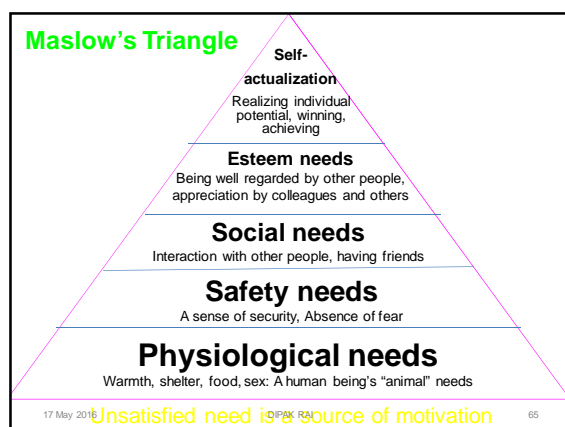 Maslow's Triangle
Self-
actualization
Realizing individual
potential, winning,
achieving
Esteem needs
Being well regarded by other people,
appreciation by colleagues and others
Social needs
Interaction with other people, having friends
Safety needs
A sense of security, Absence of fear
Physiological needs
Warmth, shelter, food, sex: A human being's “animal” needs
Unsatisfied need is a source of motivation
17 May 2016 DIPAK RAI 65